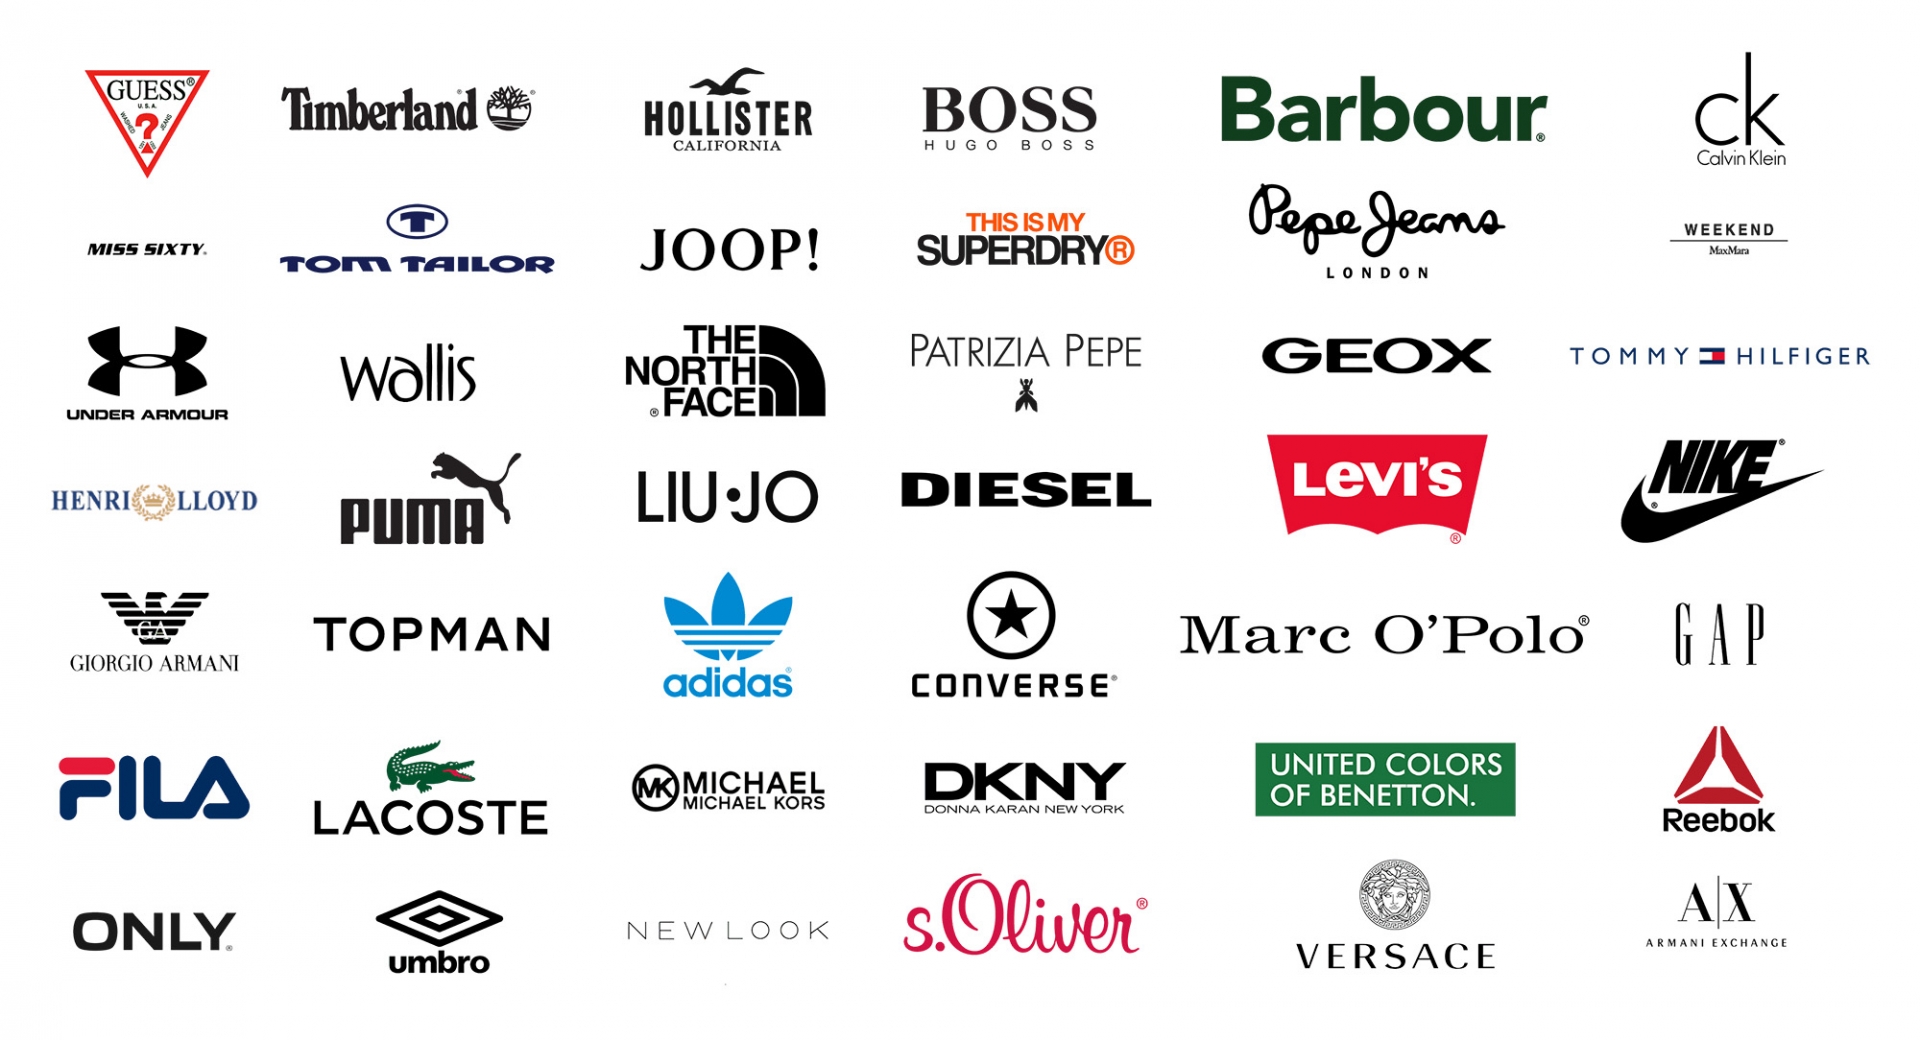 GUESS®
U.S.A.
WASHED JEANS
Timberland®
HOLLISTER
CALIFORNIA
BOSS
HUGO BOSS
Barbour®
ck
Calvin Klein
MISS SIXTY®
T
TOM TAILOR
JOOP!
THIS IS MY
SUPERDRY®
Pepe Jeans
LONDON
WEEKEND
MaxMara
UNDER ARMOUR
wallis
THE
NORTH
®FACE
PATRIZIA PEPE
GEOX
TOMMY HILFIGER
HENRI LLOYD
PUMA
LIU·JO
DIESEL
LEVI'S
®
NIKE®
®
GA
GIORGIO ARMANI
TOPMAN
adidas®
CONVERSE®
Marc O'Polo®
GAP
FILA
LACOSTE
MK MICHAEL
MICHAEL KORS
DKNY
DONNA KARAN NEW YORK
UNITED COLORS
OF BENETTON.
Reebok
ONLY®
umbro
NEW LOOK
s.Oliver®
VERSACE
A|X
ARMANI EXCHANGE